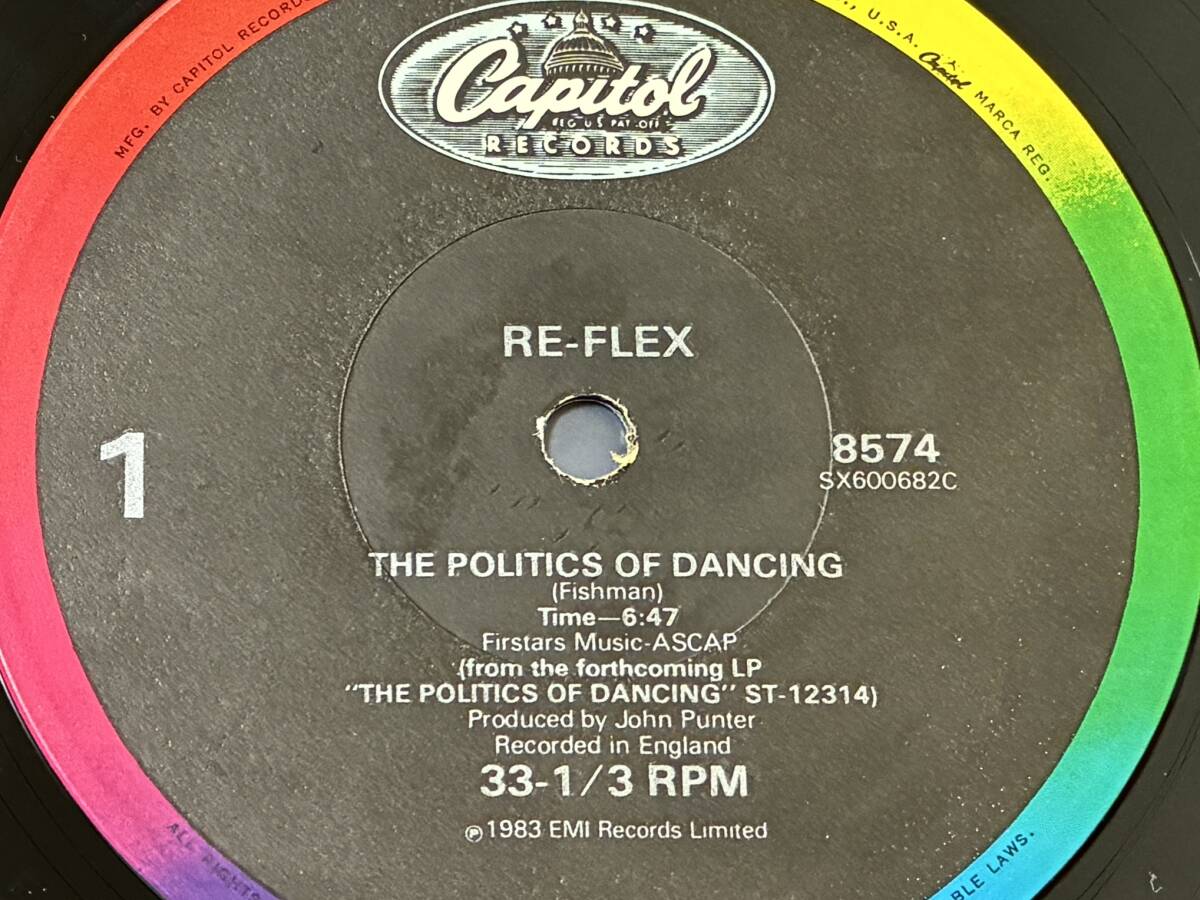 MFG. BY CAPITOL RECORDS
., U.S.A. Capitol MARCA REG.
Capitol
REG. U.S. PAT. OFF.
RECORDS
RE-FLEX
1
8574
SX600682C
THE POLITICS OF DANCING
(Fishman)
Time—6:47
Firstars Music-ASCAP
(from the forthcoming LP
"THE POLITICS OF DANCING" ST-12314)
Produced by John Punter
Recorded in England
33-1/3 RPM
℗ 1983 EMI Records Limited
ALL RIGHTS
BLE LAWS.